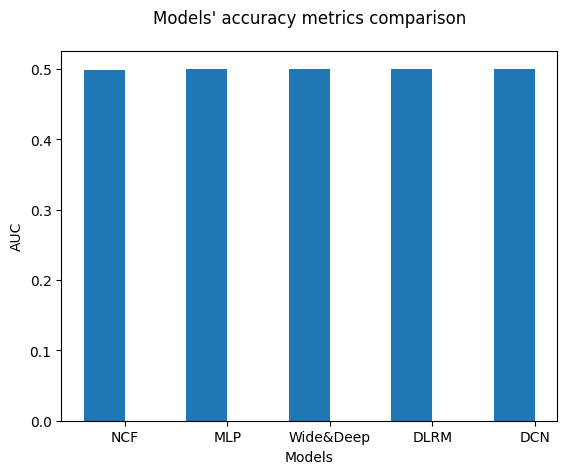 Models' accuracy metrics comparison
0.5
0.4
0.3
0.2
0.1
0.0
AUC
NCF MLP Wide&Deep DLRM DCN
Models